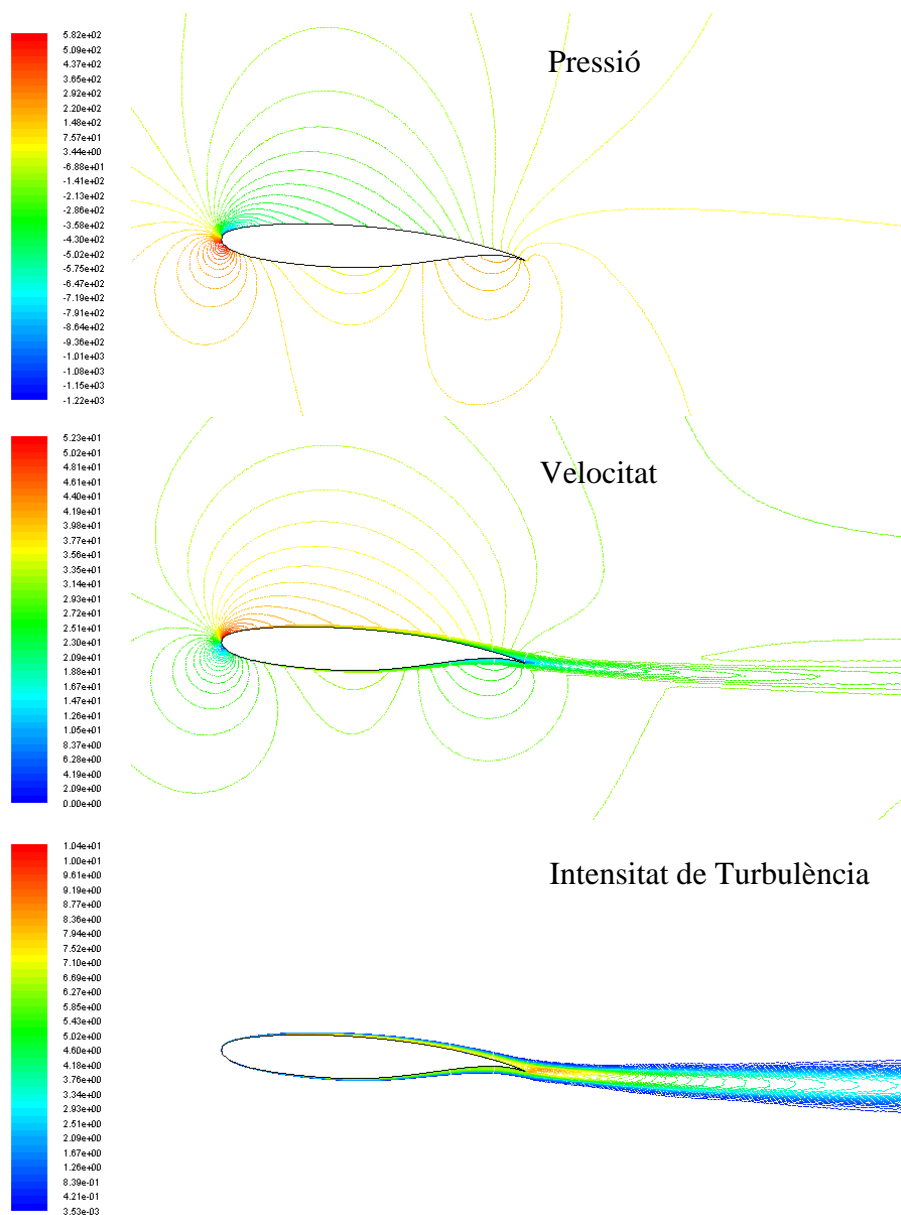 Pressió
5.82e+02
5.09e+02
4.37e+02
3.65e+02
2.92e+02
2.20e+02
1.48e+02
7.57e+01
3.44e+00
-6.88e+01
-1.41e+02
-2.13e+02
-2.86e+02
-3.58e+02
-4.30e+02
-5.02e+02
-5.75e+02
-6.47e+02
-7.19e+02
-7.91e+02
-8.64e+02
-9.36e+02
-1.01e+03
-1.08e+03
-1.15e+03
-1.22e+03
Velocitat
5.23e+01
5.02e+01
4.81e+01
4.61e+01
4.40e+01
4.19e+01
3.98e+01
3.77e+01
3.56e+01
3.35e+01
3.14e+01
2.93e+01
2.72e+01
2.51e+01
2.30e+01
2.09e+01
1.88e+01
1.67e+01
1.47e+01
1.26e+01
1.05e+01
8.37e+00
6.28e+00
4.19e+00
2.09e+00
0.00e+00
Intensitat de Turbulència
1.04e+01
1.00e+01
9.61e+00
9.19e+00
8.77e+00
8.36e+00
7.94e+00
7.52e+00
7.10e+00
6.69e+00
6.27e+00
5.85e+00
5.43e+00
5.02e+00
4.60e+00
4.18e+00
3.76e+00
3.34e+00
2.93e+00
2.51e+00
2.09e+00
1.67e+00
1.26e+00
8.39e-01
4.21e-01
3.53e-03